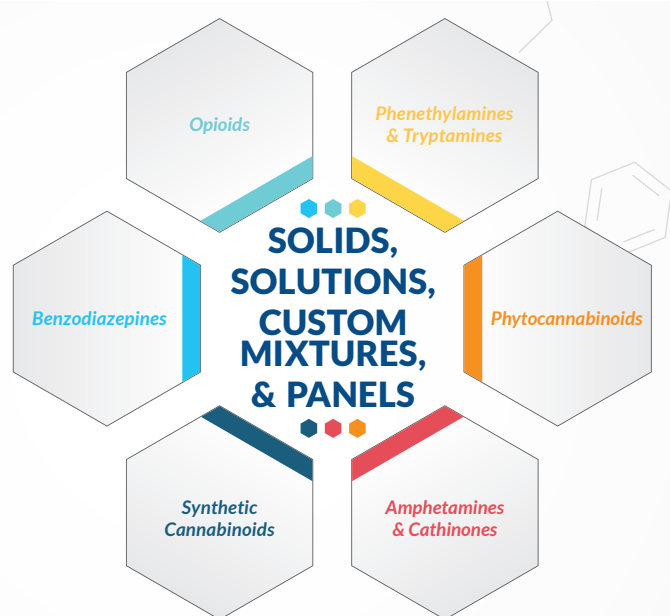 Opioids
Phenethylamines
& Tryptamines
SOLIDS,
SOLUTIONS,
CUSTOM
MIXTURES,
& PANELS
Benzodiazepines
Phytocannabinoids
Synthetic
Cannabinoids
Amphetamines
& Cathinones